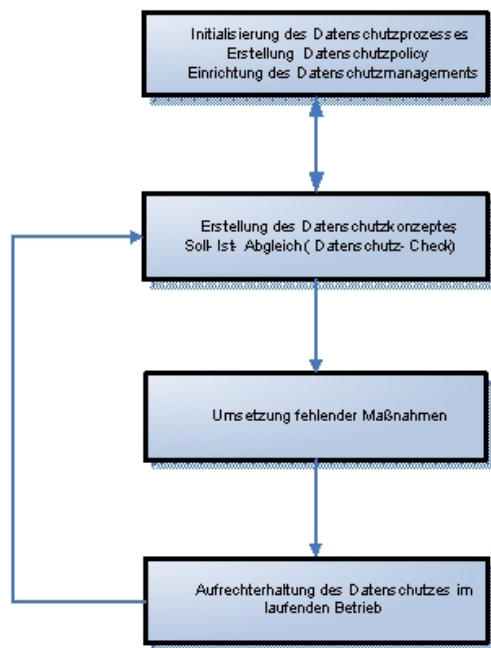 Initialisierung des Datenschutzprozesses
Erstellung Datenschutzpolicy
Einrichtung des Datenschutzmanagements
Erstellung des Datenschutzkonzeptes,
Soll- Ist- Abgleich ( Datenschutz- Check)
Umsetzung fehlender Maßnahmen
Aufrechterhaltung des Datenschutzes im
laufenden Betrieb